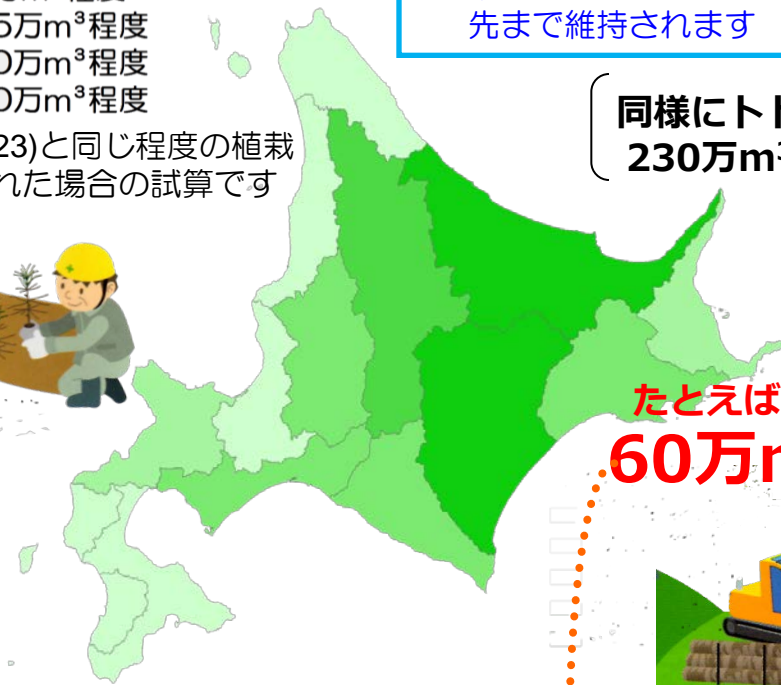 5万m³程度
0万m³程度
0万m³程度
23)と同じ程度の植栽
れた場合の試算です
先まで維持されます
同様にトド
230万m³
たとえば
60万m